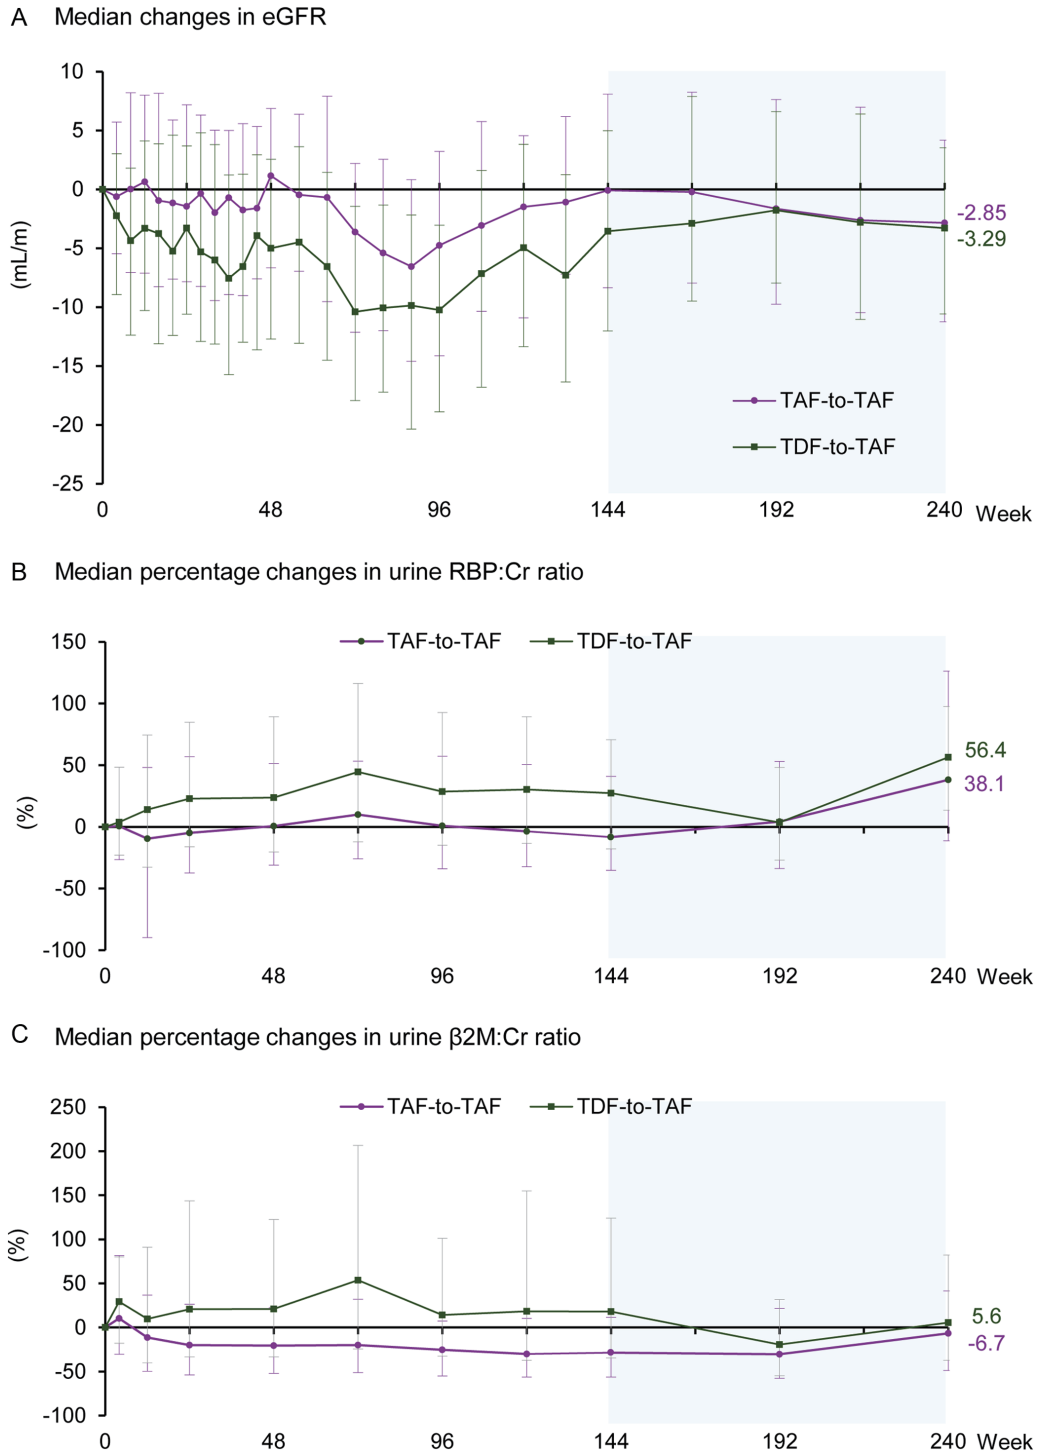 A Median changes in eGFR
10
5
0
-5
-10
-15
-20
-25
(mL/m)
-2.85
-3.29
TAF-to-TAF
TDF-to-TAF
0 48 96 144 192 240 Week
B Median percentage changes in urine RBP:Cr ratio
TAF-to-TAF TDF-to-TAF
150
100
50
0
-50
-100
(%)
56.4
38.1
0 48 96 144 192 240 Week
C Median percentage changes in urine β2M:Cr ratio
TAF-to-TAF TDF-to-TAF
250
200
150
100
50
0
-50
-100
(%)
5.6
-6.7
0 48 96 144 192 240 Week